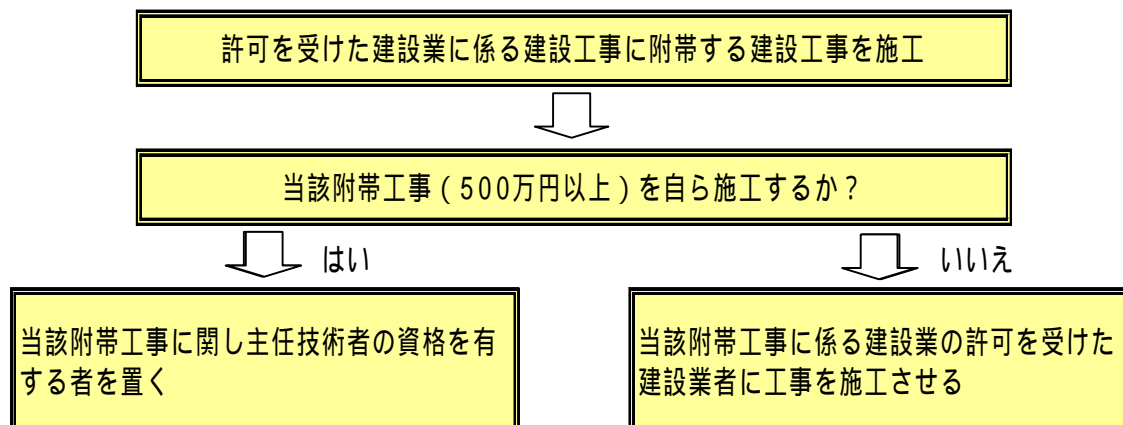 許可を受けた建設業に係る建設工事に附帯する建設工事を施工
当該附帯工事（500万円以上）を自ら施工するか？
はい
いいえ
当該附帯工事に関し主任技術者の資格を有
する者を置く
当該附帯工事に係る建設業の許可を受けた
建設業者に工事を施工させる